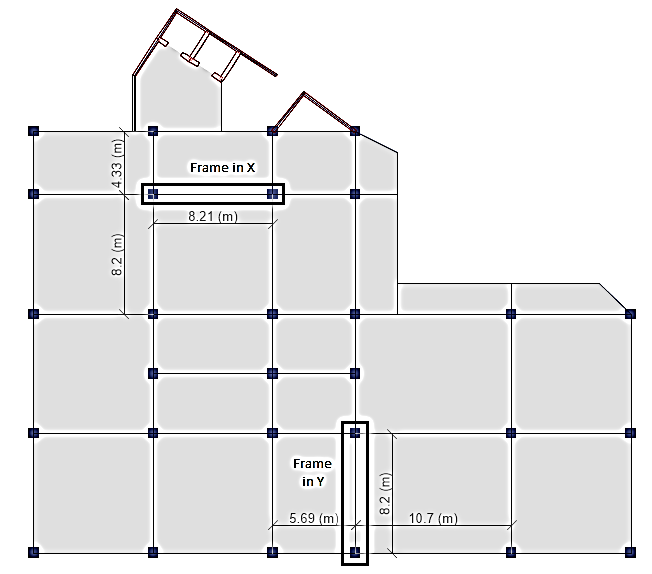 4.33 (m)
Frame in X
8.21 (m)
8.2 (m)
Frame
in Y
8.2 (m)
5.69 (m)
10.7 (m)